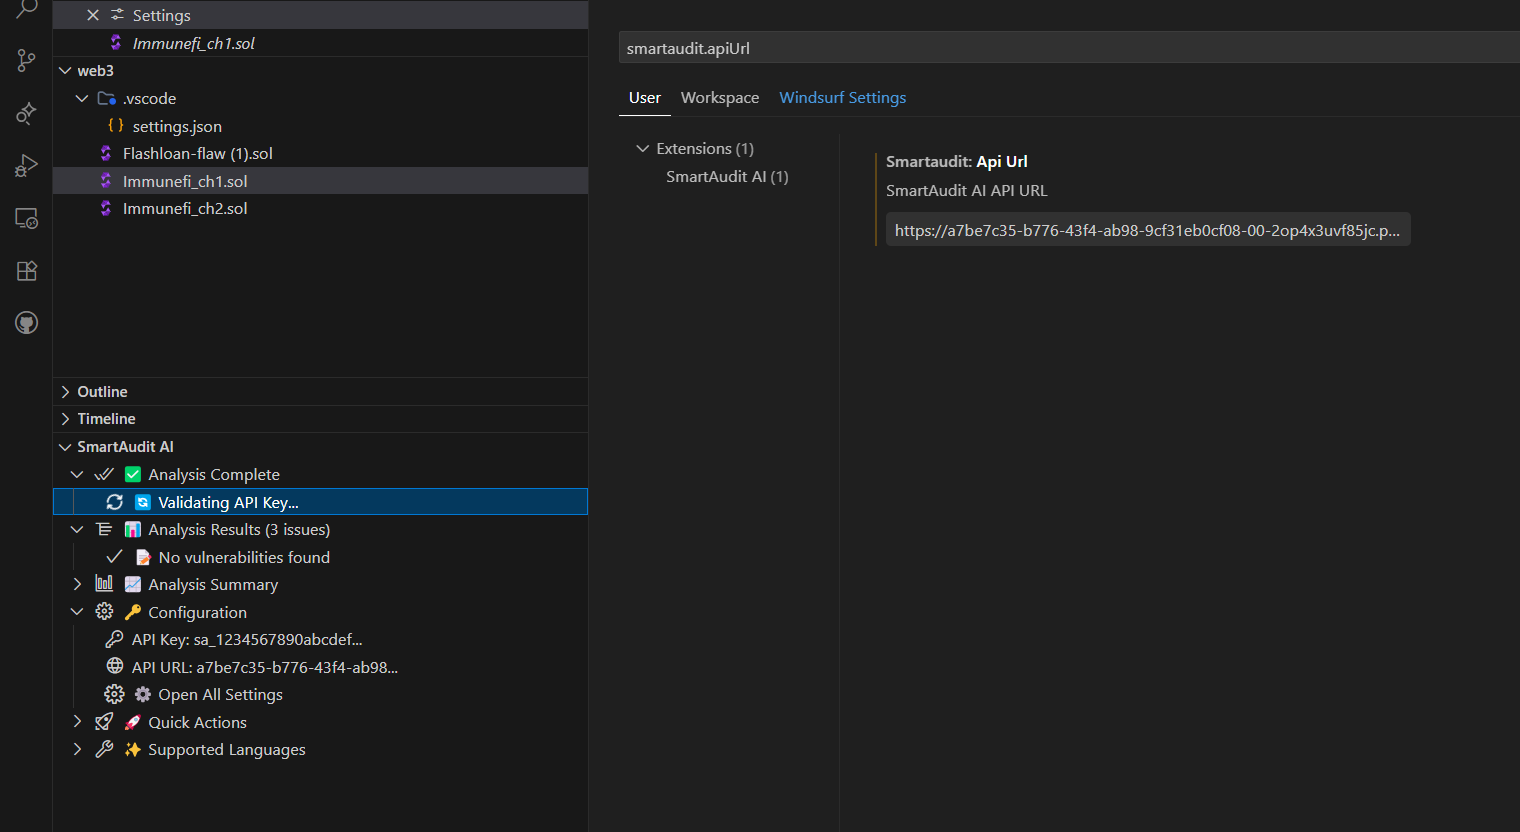 Settings
Immunefi_ch1.sol
web3
.vscode
{ } settings.json
Flashloan-flaw (1).sol
Immunefi_ch1.sol
Immunefi_ch2.sol
Outline
Timeline
SmartAudit AI
Analysis Complete
Validating API Key...
Analysis Results (3 issues)
No vulnerabilities found
Analysis Summary
Configuration
API Key: sa_1234567890abcdef...
API URL: a7be7c35-b776-43f4-ab98...
Open All Settings
Quick Actions
Supported Languages
smartaudit.apiUrl
User Workspace Windsurf Settings
Extensions (1)
SmartAudit AI (1)
Smartaudit: Api Url
SmartAudit AI API URL
https://a7be7c35-b776-43f4-ab98-9cf31eb0cf08-00-2op4x3uvf85jc.p...